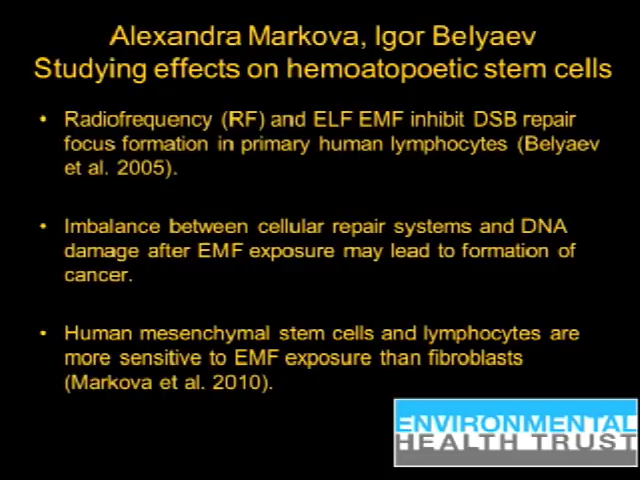 Alexandra Markova, Igor Belyaev
Studying effects on hemoatopoetic stem cells
• Radiofrequency (RF) and ELF EMF inhibit DSB repair
focus formation in primary human lymphocytes (Belyaev
et al. 2005).
• Imbalance between cellular repair systems and DNA
damage after EMF exposure may lead to formation of
cancer.
• Human mesenchymal stem cells and lymphocytes are
more sensitive to EMF exposure than fibroblasts
(Markova et al. 2010).
ENVIRONMENTAL
HEALTH TRUST